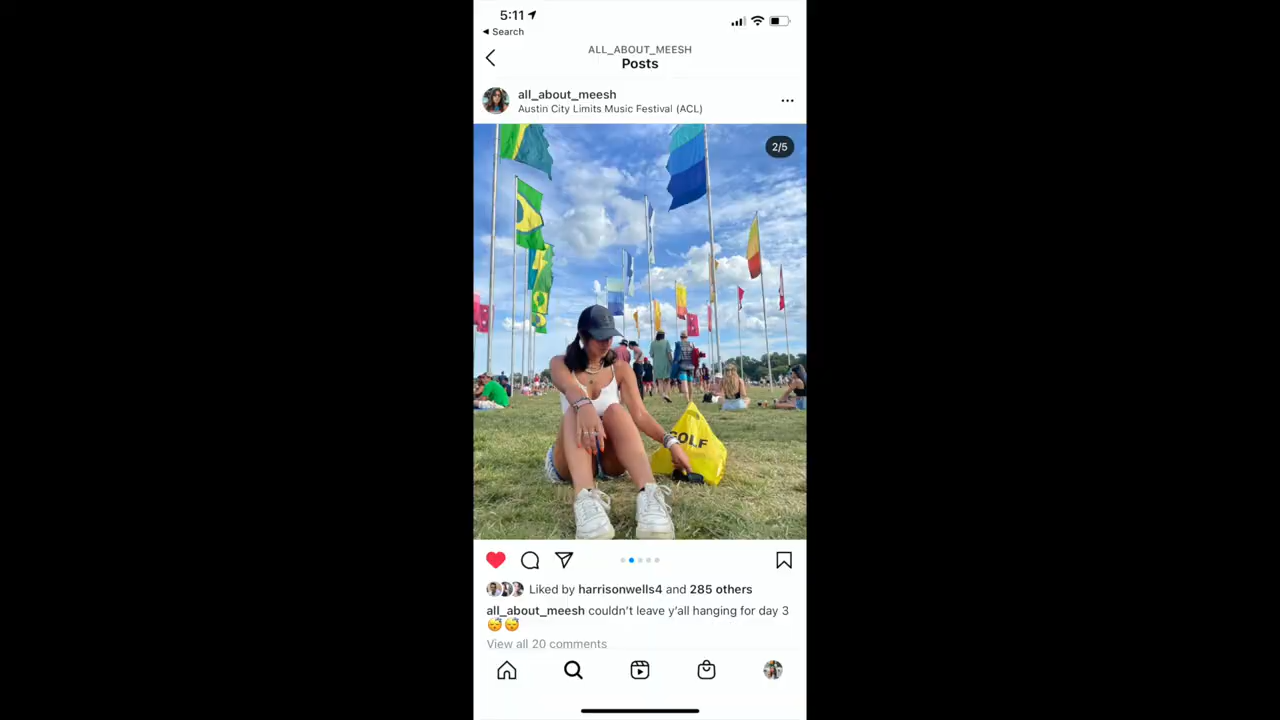 5:11
Search
ALL_ABOUT_MEESH
Posts
all_about_meesh
Austin City Limits Music Festival (ACL)
2/5
GOLF
Liked by harrisonwells4 and 285 others
all_about_meesh couldn't leave y'all hanging for day 3
😴😴
View all 20 comments